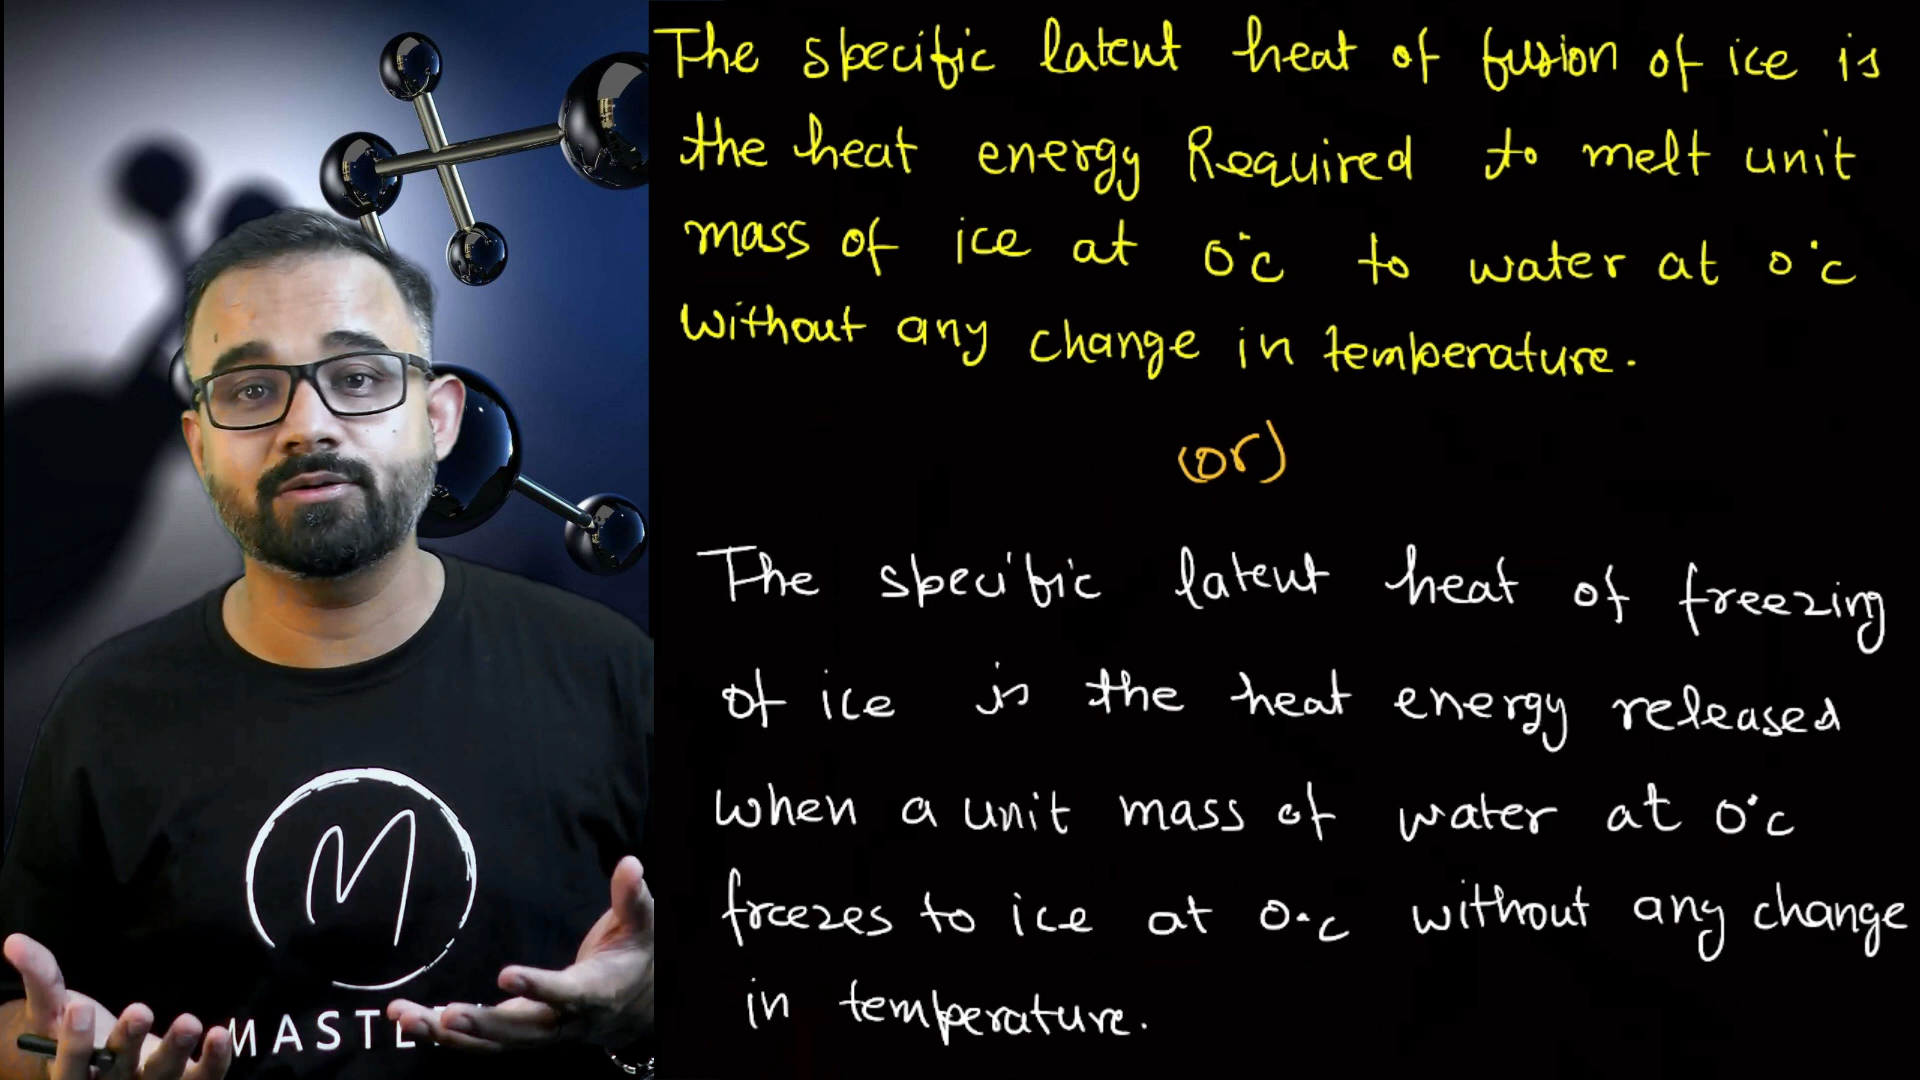 The specific latent heat of fusion of ice is
the heat energy Required to melt unit
mass of ice at 0°c to water at 0°c
without any change in temperature.
(or)
The specific latent heat of freezing
of ice is the heat energy released
when a unit mass of water at 0°c
freezes to ice at 0°c without any change
in temperature.
M